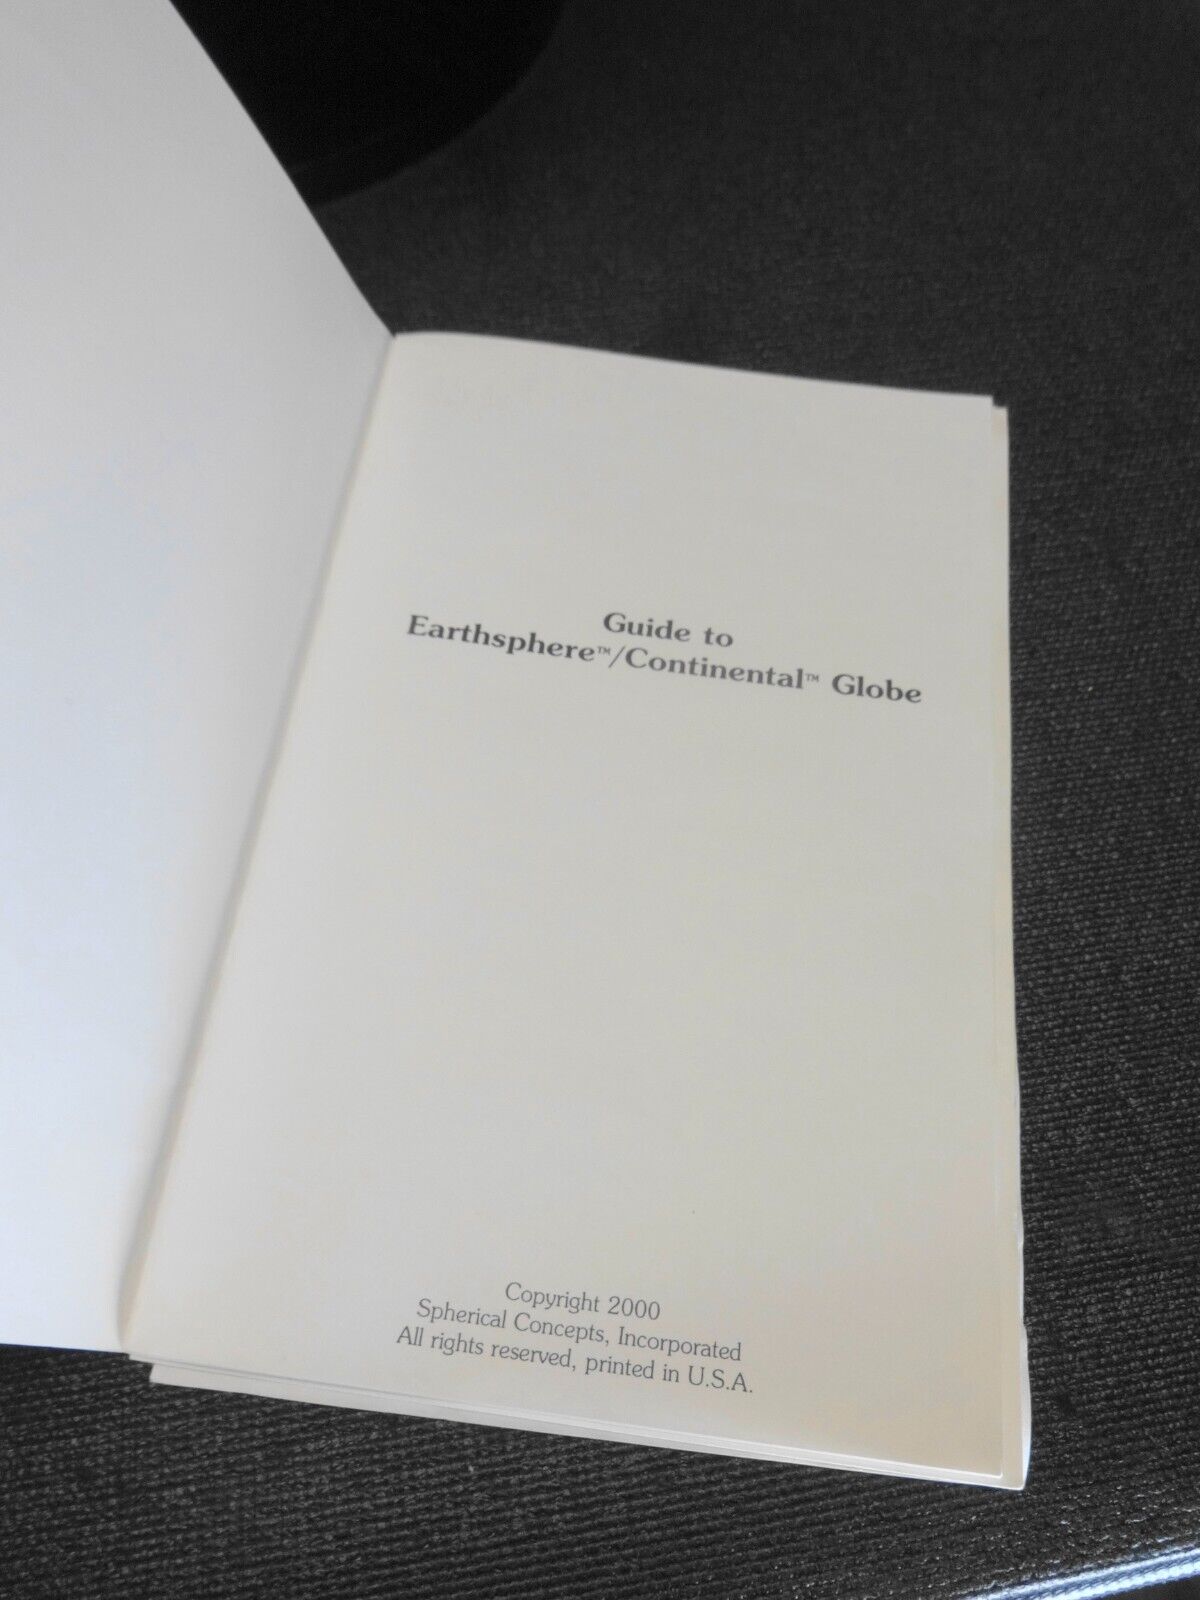 Guide to
Earthsphere™/Continental™ Globe
Copyright 2000
Spherical Concepts, Incorporated
All rights reserved, printed in U.S.A.